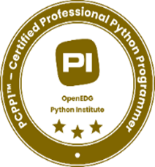 PCPP1™ – Certified Professional Python Programmer
PI
OpenEDG
Python Institute